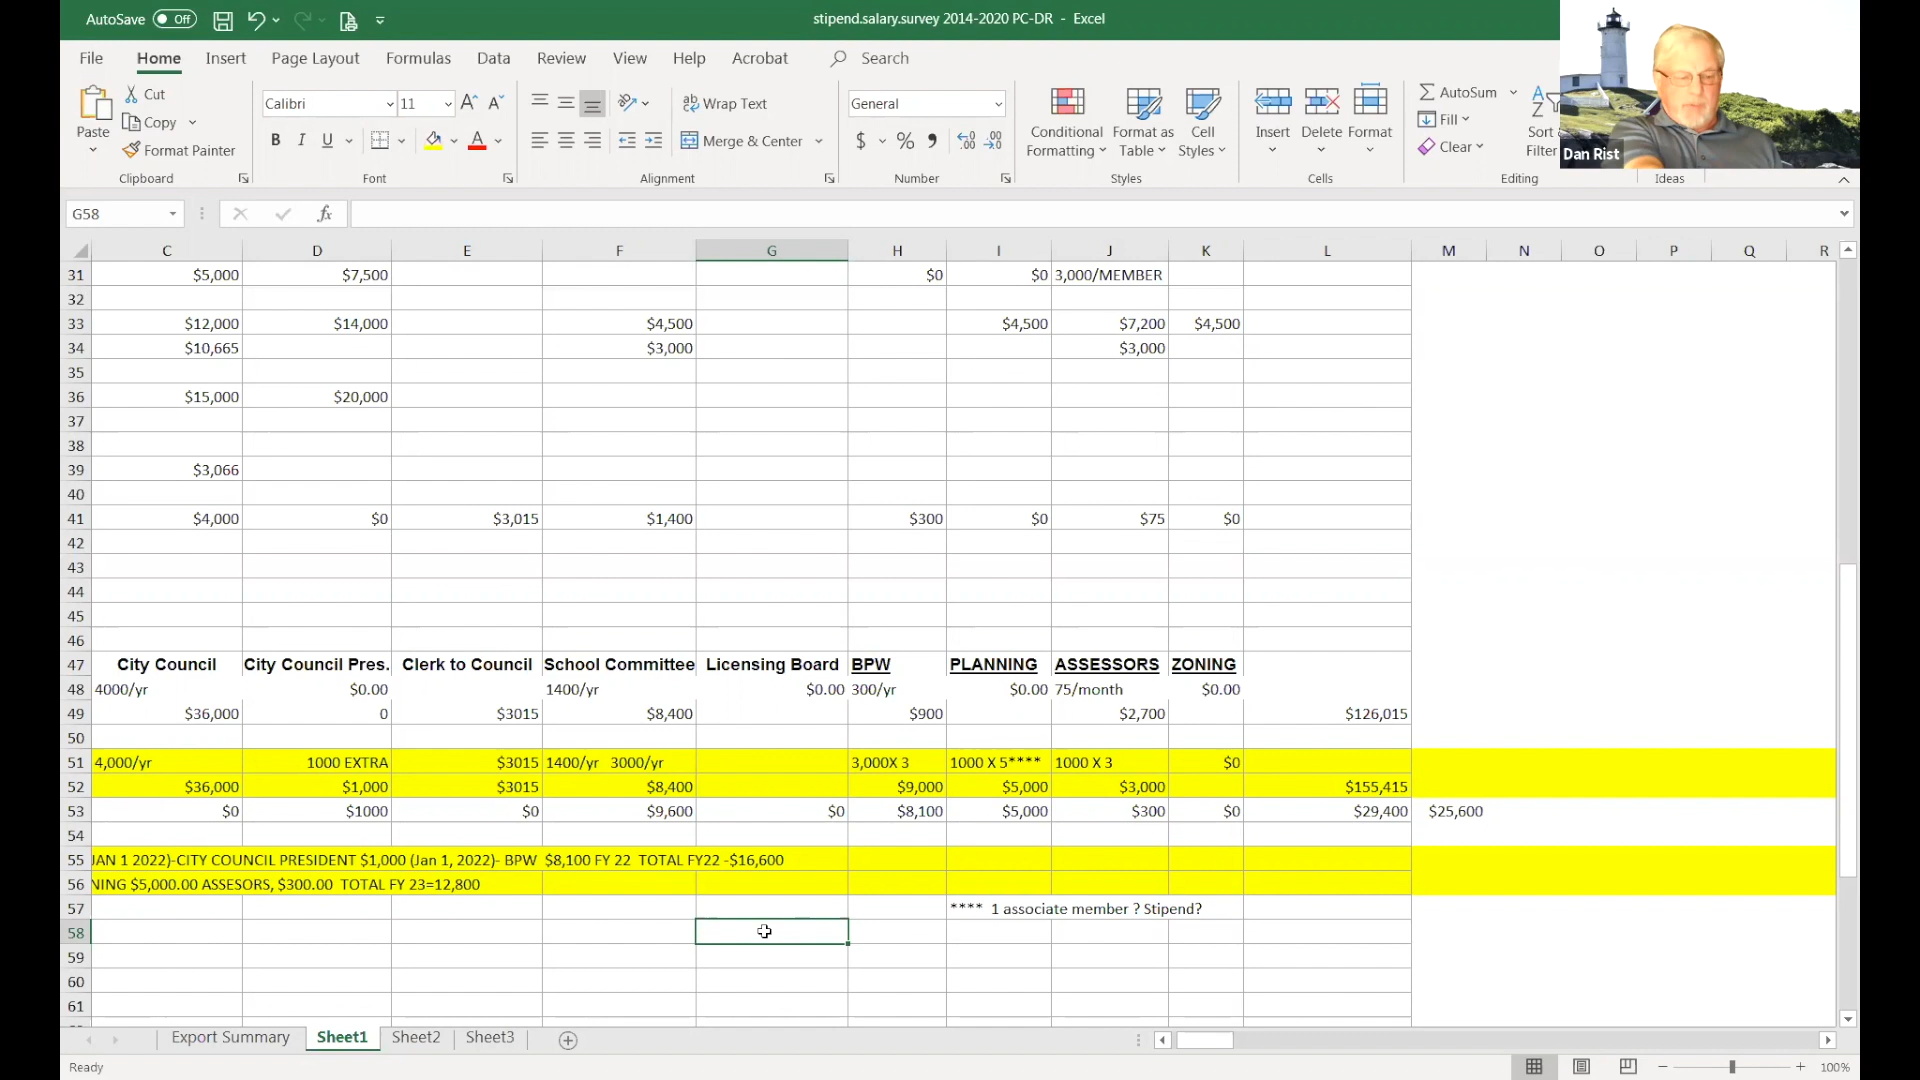 AutoSave Off
stipend.salary.survey 2014-2020 PC-DR - Excel
File Home Insert Page Layout Formulas Data Review View Help Acrobat Search
Paste
Cut
Copy
Format Painter
Clipboard
Calibri 11
B I U
Font
Wrap Text
Merge & Center
Alignment
General
$ %
Number
Conditional Formatting
Format as Table
Cell Styles
Styles
Insert Delete Format
Cells
AutoSum
Fill
Clear
Sort
Filter
Editing
Ideas
Dan Rist
G58 fx
C D E F G H I J K L M N O P Q R
31 $5,000 $7,500 $0 $0 3,000/MEMBER
32
33 $12,000 $14,000 $4,500 $4,500 $7,200 $4,500
34 $10,665 $3,000 $3,000
35
36 $15,000 $20,000
37
38
39 $3,066
40
41 $4,000 $0 $3,015 $1,400 $300 $0 $75 $0
42
43
44
45
46
47 City Council City Council Pres. Clerk to Council School Committee Licensing Board BPW PLANNING ASSESSORS ZONING
48 4000/yr $0.00 1400/yr $0.00 300/yr $0.00 75/month $0.00
49 $36,000 0 $3015 $8,400 $900 $2,700 $126,015
50
51 4,000/yr 1000 EXTRA $3015 1400/yr 3000/yr 3,000X 3 1000 X 5**** 1000 X 3 $0
52 $36,000 $1,000 $3015 $8,400 $9,000 $5,000 $3,000 $155,415
53 $0 $1000 $0 $9,600 $0 $8,100 $5,000 $300 $0 $29,400 $25,600
54
55 JAN 1 2022)-CITY COUNCIL PRESIDENT $1,000 (Jan 1, 2022)- BPW $8,100 FY 22 TOTAL FY22 -$16,600
56 NING $5,000.00 ASSESORS, $300.00 TOTAL FY 23=12,800
57 **** 1 associate member ? Stipend?
58
59
60
61
Export Summary Sheet1 Sheet2 Sheet3
Ready
100%